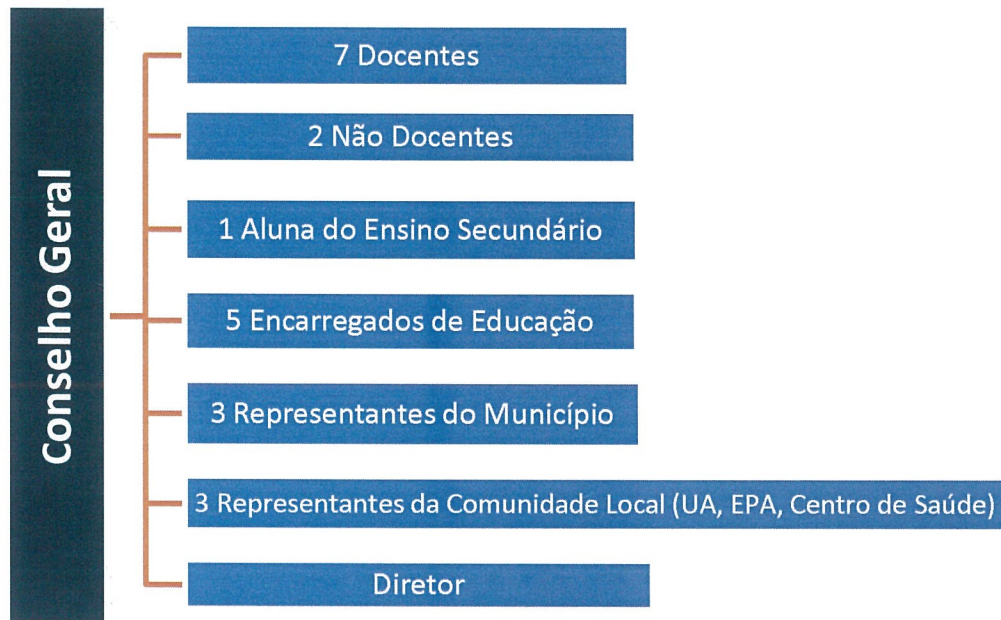 Conselho Geral
7 Docentes
2 Não Docentes
1 Aluna do Ensino Secundário
5 Encarregados de Educação
3 Representantes do Município
3 Representantes da Comunidade Local (UA, EPA, Centro de Saúde)
Diretor